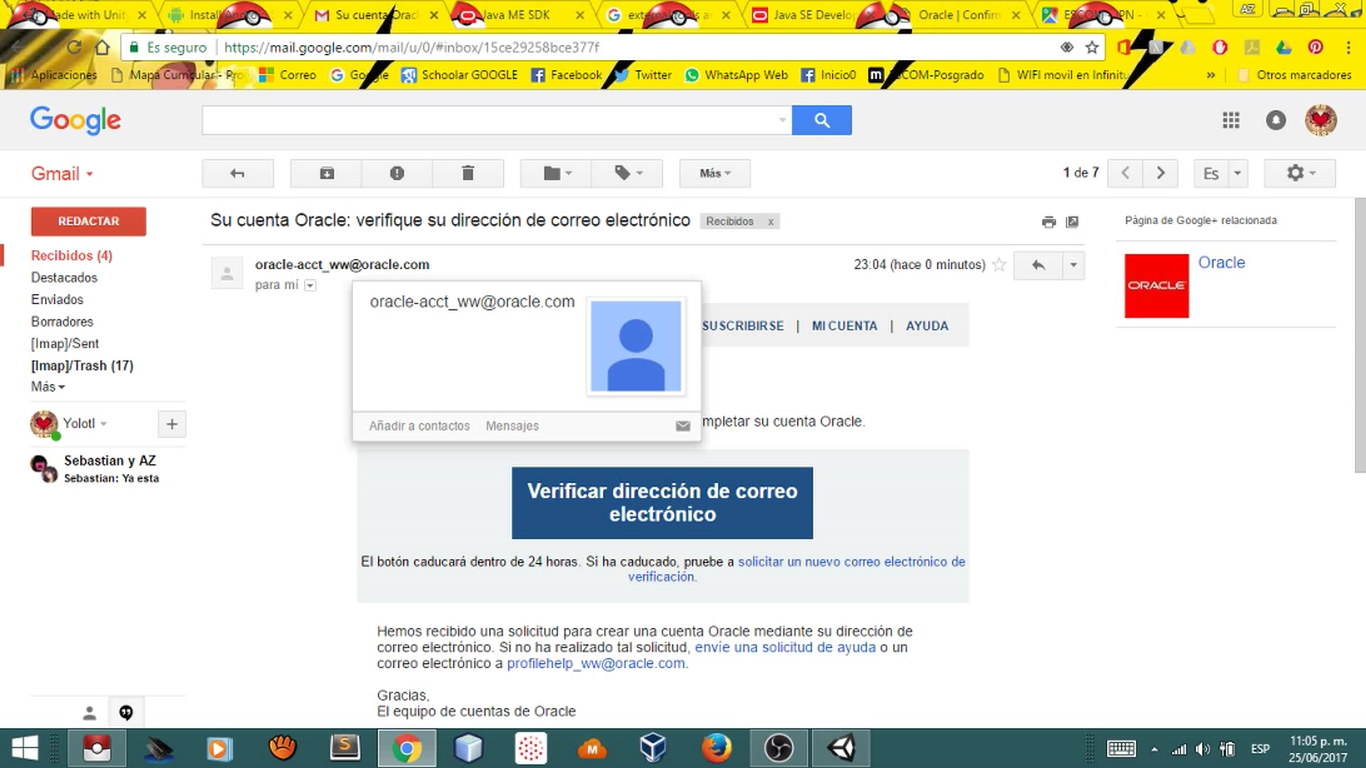 Made with Unity
Install
Su cuenta Oracle
Java ME SDK
external tools a
Java SE Develop
Oracle | Confirm
AZ
Es seguro
https://mail.google.com/mail/u/0/#inbox/15ce29258bce377f
Aplicaciones
Mapa Curricular - Pro
Correo
Google
Schoolar GOOGLE
Facebook
Twitter
WhatsApp Web
Inicio0
ESCOM-Posgrado
WIFI movil en Infinitu
»
Otros marcadores
Google
Gmail
Más
1 de 7
Es
REDACTAR
Su cuenta Oracle: verifique su dirección de correo electrónico
Recibidos x
Página de Google+ relacionada
Recibidos (4)
oracle-acct_ww@oracle.com
23:04 (hace 0 minutos)
Oracle
ORACLE
Destacados
para mí
Enviados
oracle-acct_ww@oracle.com
Borradores
SUSCRIBIRSE | MI CUENTA | AYUDA
[Imap]/Sent
[Imap]/Trash (17)
Más
Yolotl
+
Añadir a contactos Mensajes
mpletar su cuenta Oracle.
Sebastian y AZ
Sebastian: Ya esta
Verificar dirección de correo
electrónico
El botón caducará dentro de 24 horas. Si ha caducado, pruebe a solicitar un nuevo correo electrónico de
verificación.
Hemos recibido una solicitud para crear una cuenta Oracle mediante su dirección de
correo electrónico. Si no ha realizado tal solicitud, envíe una solicitud de ayuda o un
correo electrónico a profilehelp_ww@oracle.com.
Gracias,
El equipo de cuentas de Oracle
S
M
ESP
11:05 p. m.
25/06/2017